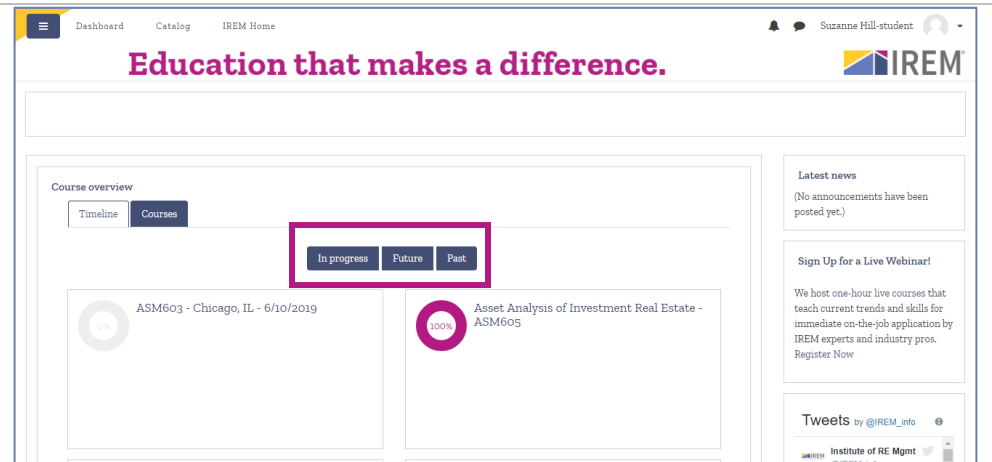 Dashboard Catalog IREM Home Suzanne Hill-student
Education that makes a difference. IREM
Course overview
Timeline Courses
In progress Future Past
0% ASM603 - Chicago, IL - 6/10/2019
100% Asset Analysis of Investment Real Estate -
ASM605
Latest news
(No announcements have been
posted yet.)
Sign Up for a Live Webinar!
We host one-hour live courses that
teach current trends and skills for
immediate on-the-job application by
IREM experts and industry pros.
Register Now
Tweets by @IREM_info
IREM Institute of RE Mgmt